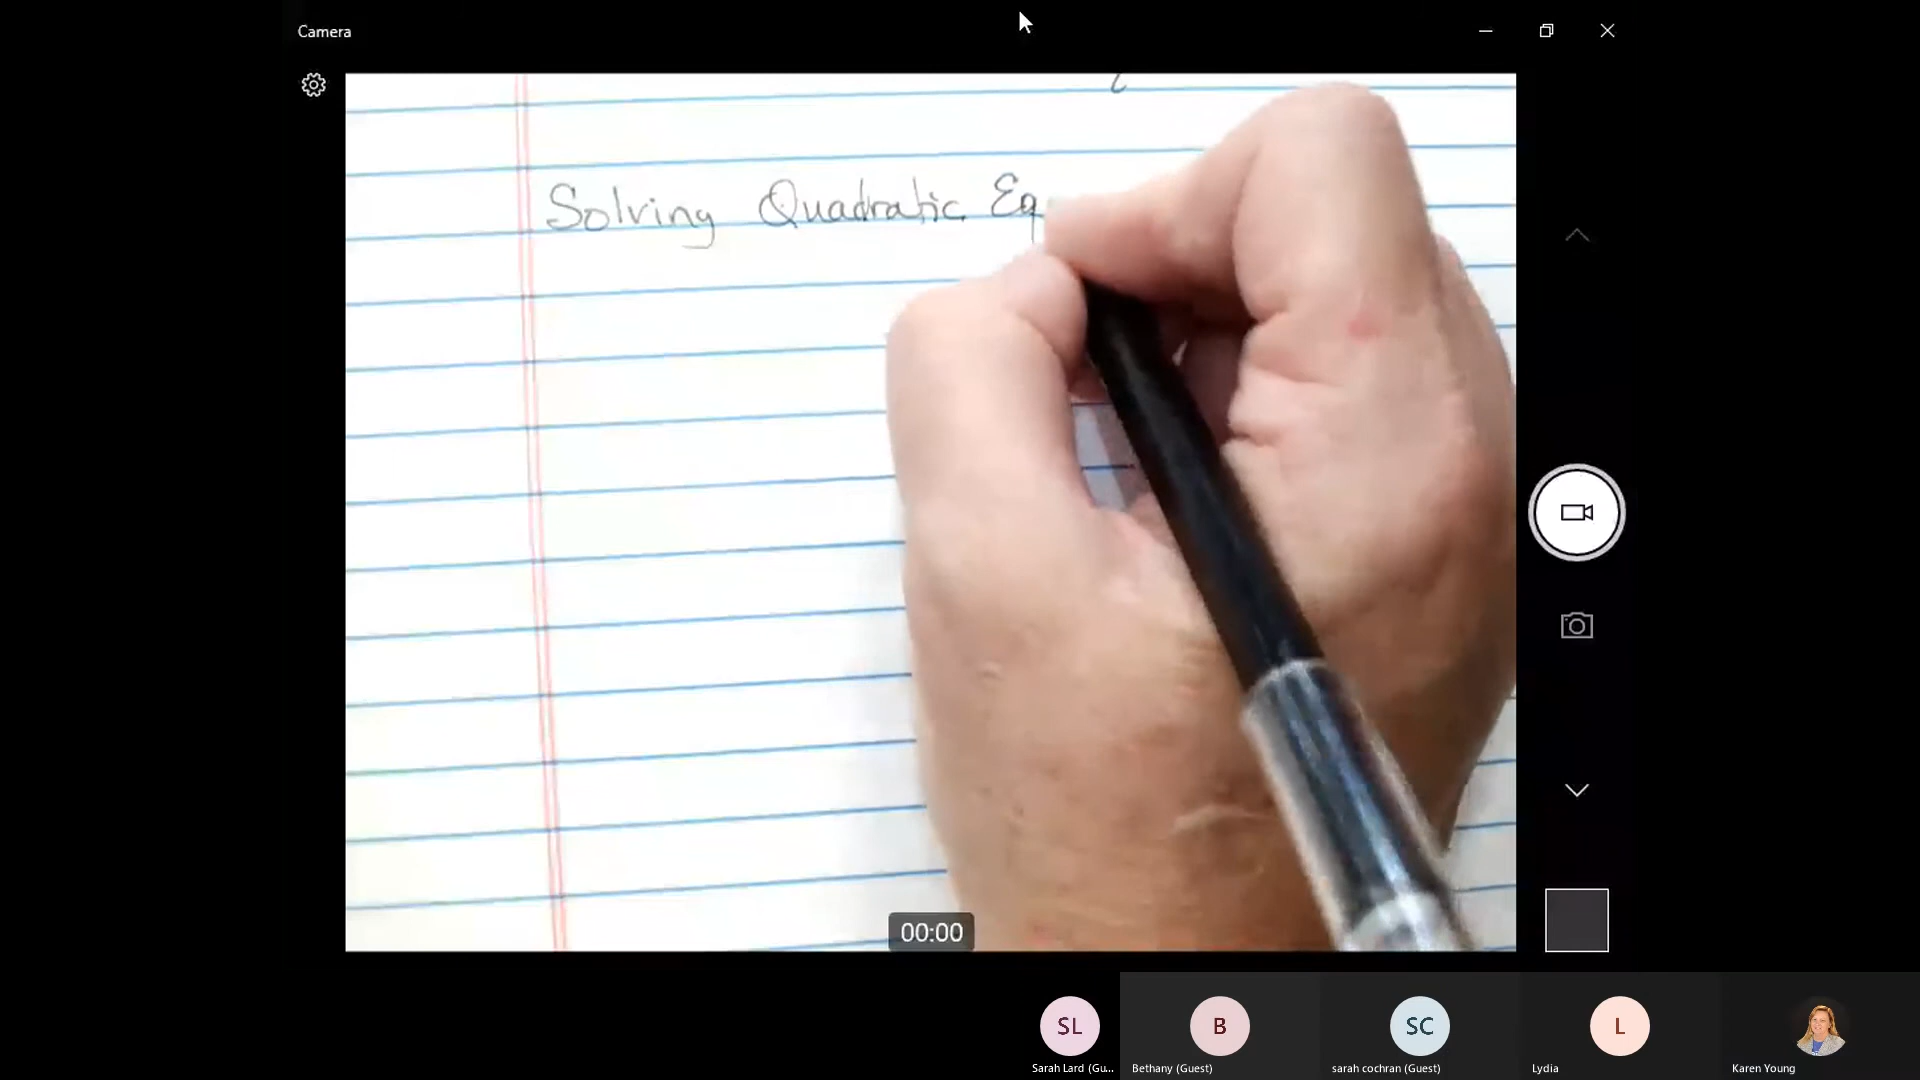 Camera
Solving Quadratic Eq
00:00
SL
B
SC
L
Sarah Lard (Gu...
Bethany (Guest)
sarah cochran (Guest)
Lydia
Karen Young